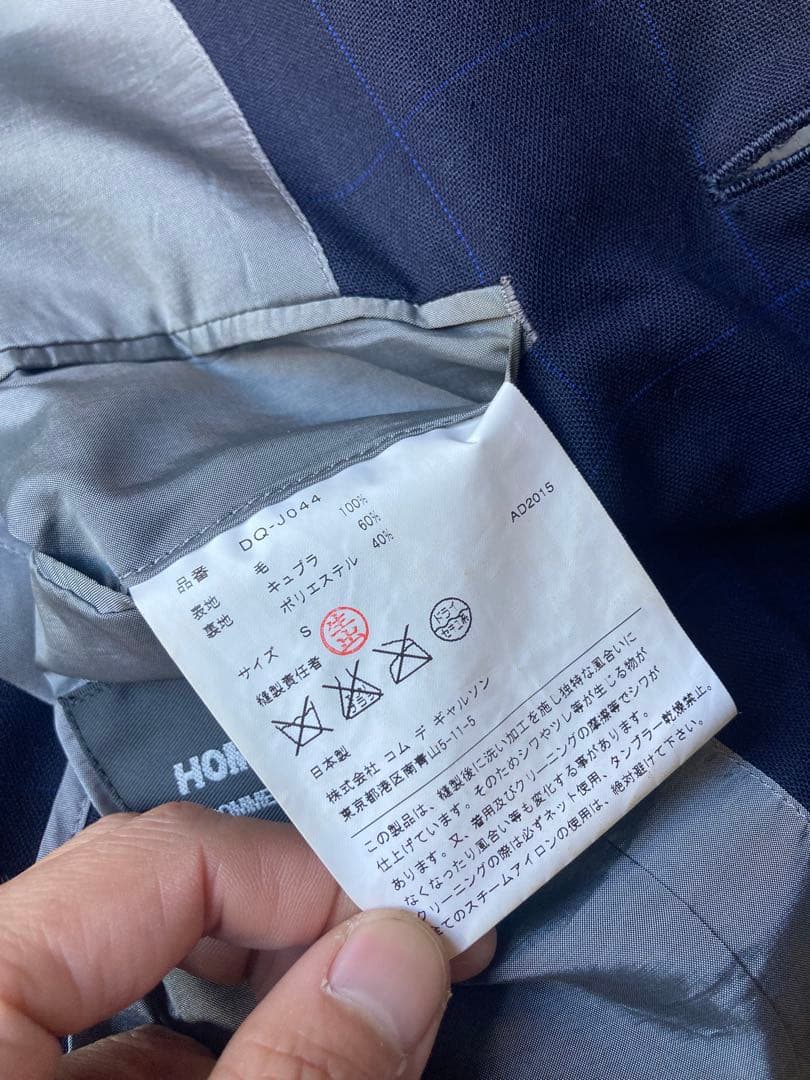 品番 DQ-J044
表地 毛 100%
裏地 キュプラ 60%
ポリエステル 40%
AD2015
サイズ S
縫製責任者
ドライ
セキユ系
日本製
株式会社 コム デ ギャルソン
東京都港区南青山5-11-5
この製品は、縫製後に洗い加工を施し独特な風合いに
仕上げています。そのためシワやツレ等が生じる物が
あります。又、着用及びクリーニングの摩擦等でシワが
なくなったり風合い等も変化する事があります。
クリーニングの際は必ずネット使用、タンブラー乾燥禁止。
全てのスチームアイロンの使用は、絶対避けて下さい。
HOM